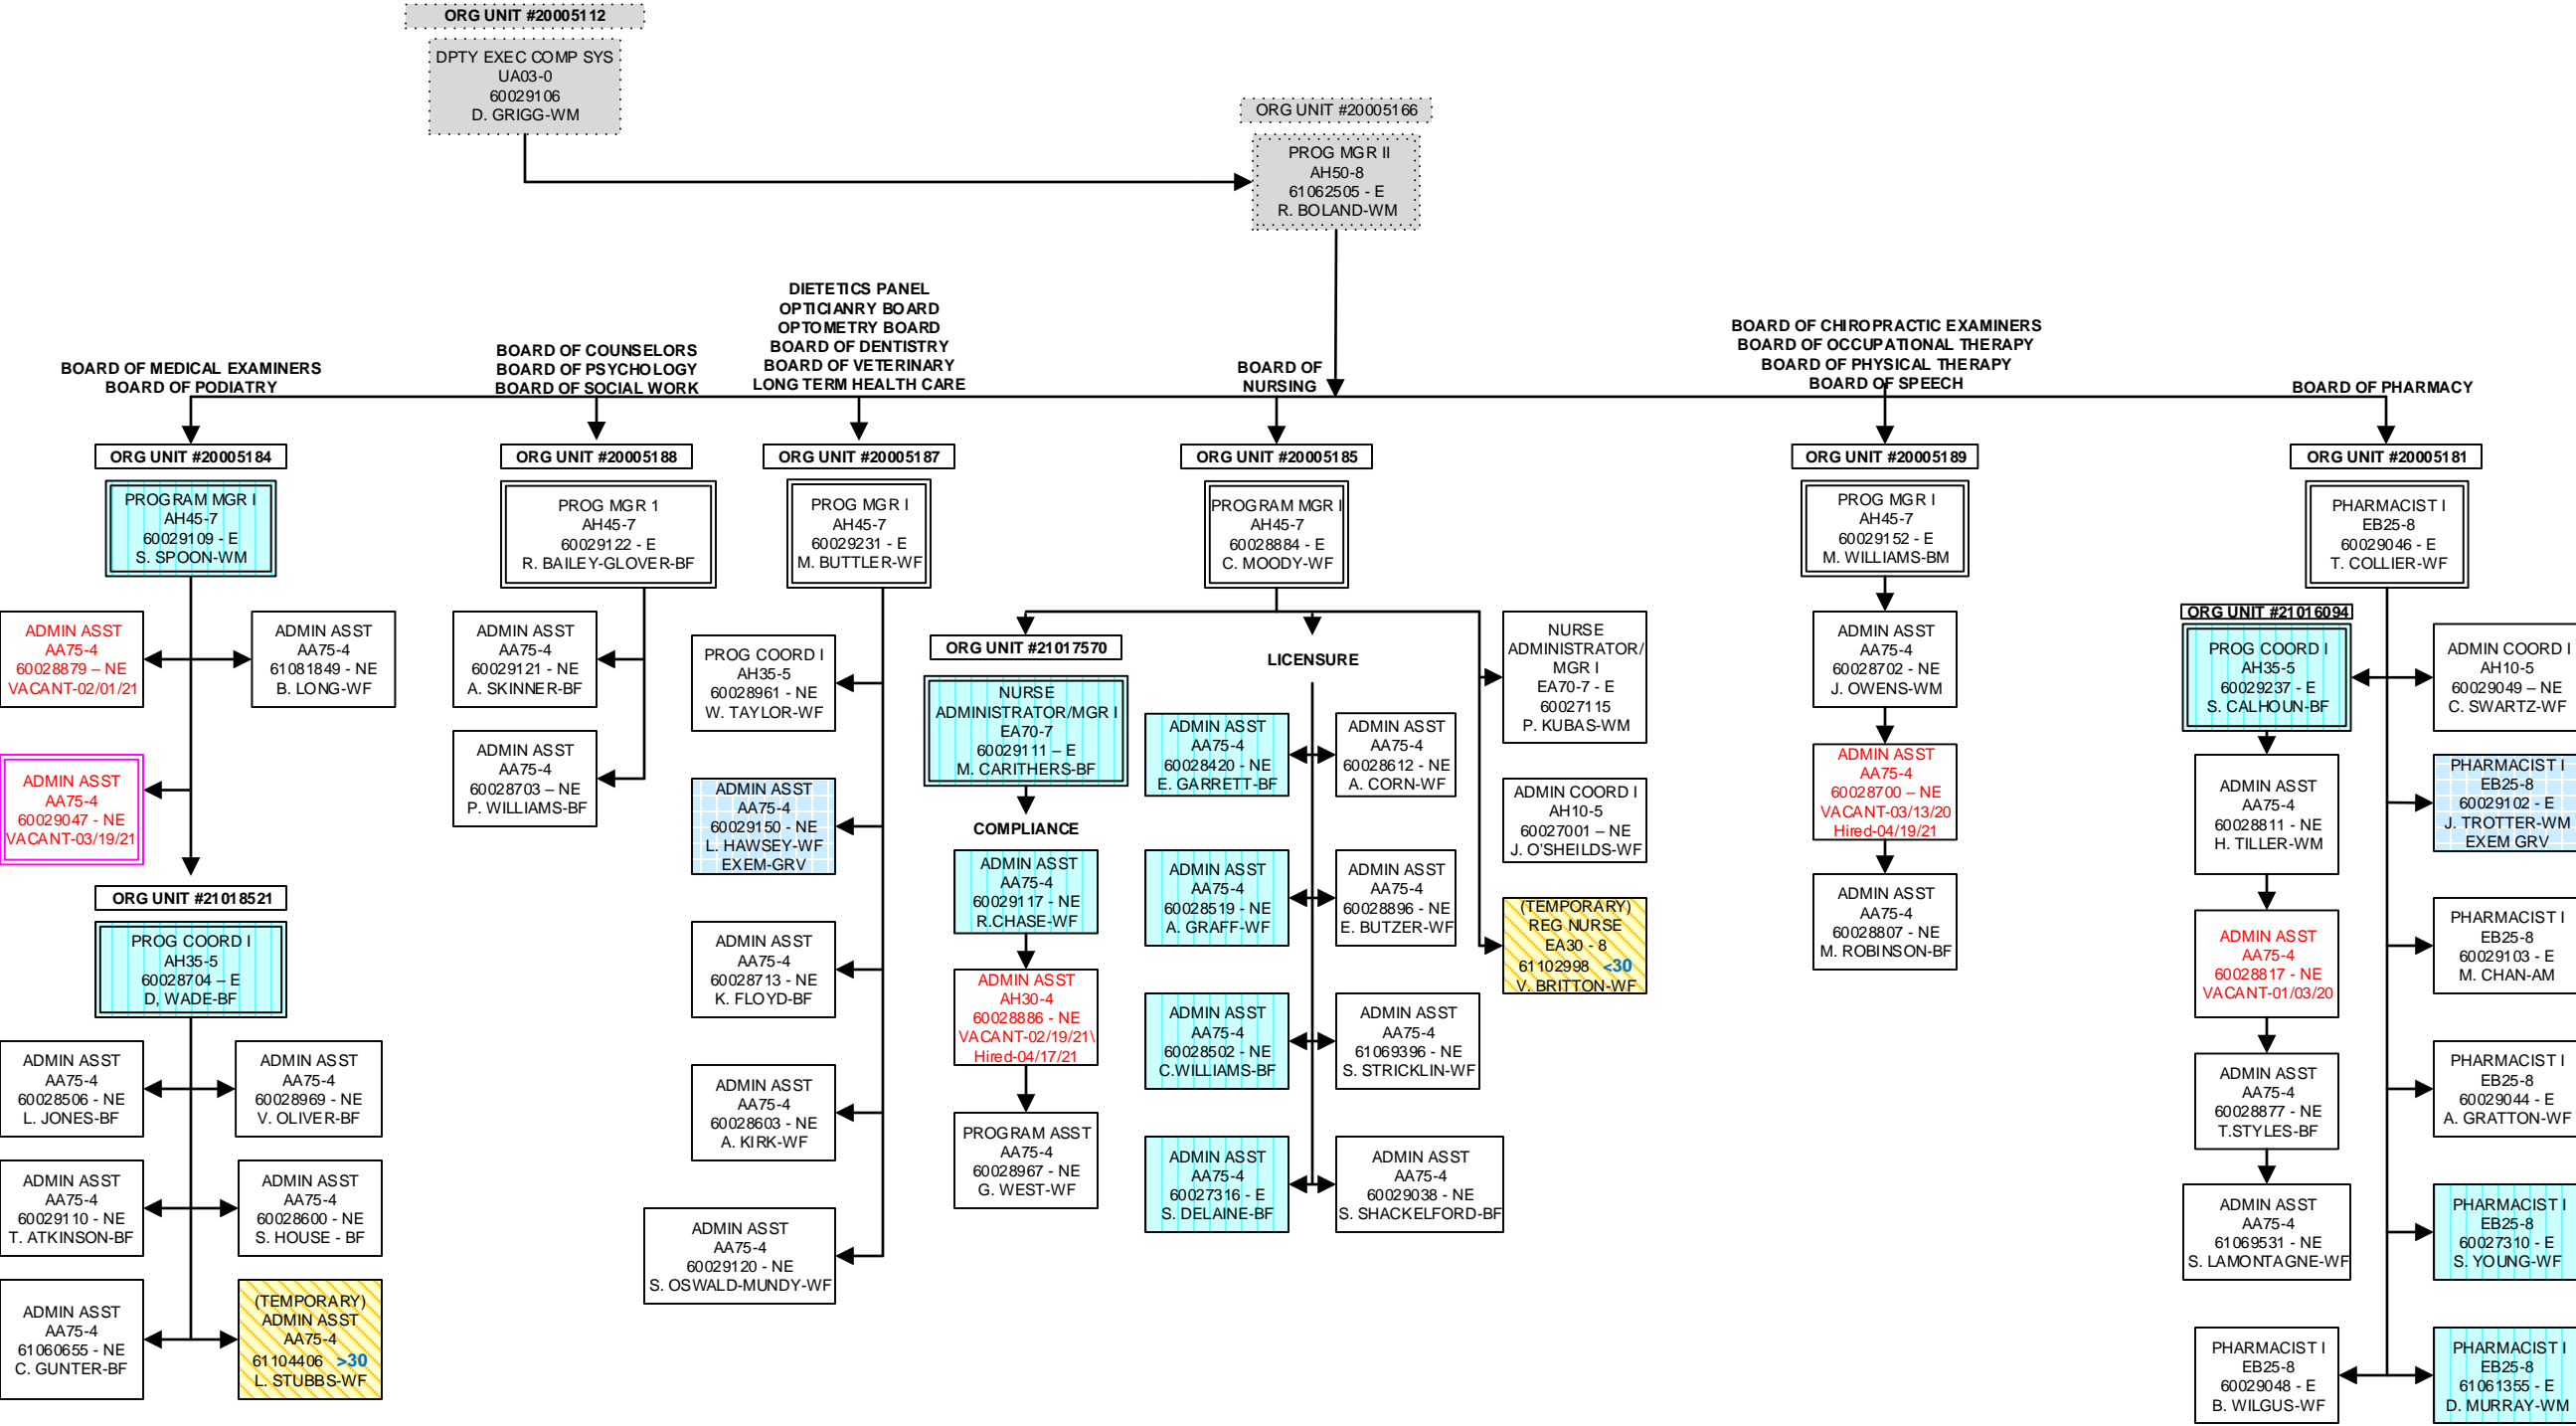 ORG UNIT #20005112
DPTY EXEC COMP SYS
UA03-0
60029106
D. GRIGG-WM
ORG UNIT #20005166
PROG MGR II
AH50-8
61062505 - E
R. BOLAND-WM
BOARD OF MEDICAL EXAMINERS
BOARD OF PODIATRY
BOARD OF COUNSELORS
BOARD OF PSYCHOLOGY
BOARD OF SOCIAL WORK
DIETETICS PANEL
OPTICIANRY BOARD
OPTOMETRY BOARD
BOARD OF DENTISTRY
BOARD OF VETERINARY
LONG TERM HEALTH CARE
BOARD OF
NURSING
BOARD OF CHIROPRACTIC EXAMINERS
BOARD OF OCCUPATIONAL THERAPY
BOARD OF PHYSICAL THERAPY
BOARD OF SPEECH
BOARD OF PHARMACY
ORG UNIT #20005184
PROGRAM MGR I
AH45-7
60029109 - E
S. SPOON-WM
ADMIN ASST
AA75-4
60028879 – NE
VACANT-02/01/21
ADMIN ASST
AA75-4
61081849 - NE
B. LONG-WF
ADMIN ASST
AA75-4
60029047 - NE
VACANT-03/19/21
ORG UNIT #21018521
PROG COORD I
AH35-5
60028704 – E
D, WADE-BF
ADMIN ASST
AA75-4
60028506 - NE
L. JONES-BF
ADMIN ASST
AA75-4
60028969 - NE
V. OLIVER-BF
ADMIN ASST
AA75-4
60029110 - NE
T. ATKINSON-BF
ADMIN ASST
AA75-4
60028600 - NE
S. HOUSE - BF
ADMIN ASST
AA75-4
61060655 - NE
C. GUNTER-BF
(TEMPORARY)
ADMIN ASST
AA75-4
61104406 >30
L. STUBBS-WF
ORG UNIT #20005188
PROG MGR 1
AH45-7
60029122 - E
R. BAILEY-GLOVER-BF
ADMIN ASST
AA75-4
60029121 - NE
A. SKINNER-BF
ADMIN ASST
AA75-4
60028703 – NE
P. WILLIAMS-BF
ORG UNIT #20005187
PROG MGR I
AH45-7
60029231 - E
M. BUTTLER-WF
PROG COORD I
AH35-5
60028961 - NE
W. TAYLOR-WF
ADMIN ASST
AA75-4
60029150 - NE
L. HAWSEY-WF
EXEM-GRV
ADMIN ASST
AA75-4
60028713 - NE
K. FLOYD-BF
ADMIN ASST
AA75-4
60028603 - NE
A. KIRK-WF
ADMIN ASST
AA75-4
60029120 - NE
S. OSWALD-MUNDY-WF
ORG UNIT #20005185
PROGRAM MGR I
AH45-7
60028884 - E
C. MOODY-WF
ORG UNIT #21017570
NURSE
ADMINISTRATOR/MGR I
EA70-7
60029111 – E
M. CARITHERS-BF
COMPLIANCE
ADMIN ASST
AA75-4
60029117 - NE
R.CHASE-WF
ADMIN ASST
AH30-4
60028886 - NE
VACANT-02/19/21\
Hired-04/17/21
PROGRAM ASST
AA75-4
60028967 - NE
G. WEST-WF
LICENSURE
ADMIN ASST
AA75-4
60028420 - NE
E. GARRETT-BF
ADMIN ASST
AA75-4
60028612 - NE
A. CORN-WF
ADMIN ASST
AA75-4
60028519 - NE
A. GRAFF-WF
ADMIN ASST
AA75-4
60028896 - NE
E. BUTZER-WF
ADMIN ASST
AA75-4
60028502 - NE
C.WILLIAMS-BF
ADMIN ASST
AA75-4
61069396 - NE
S. STRICKLIN-WF
ADMIN ASST
AA75-4
60027316 - E
S. DELAINE-BF
ADMIN ASST
AA75-4
60029038 - NE
S. SHACKELFORD-BF
NURSE
ADMINISTRATOR/
MGR I
EA70-7 - E
60027115
P. KUBAS-WM
ADMIN COORD I
AH10-5
60027001 – NE
J. O'SHEILDS-WF
(TEMPORARY)
REG NURSE
EA30 - 8
61102998 <30
V. BRITTON-WF
ORG UNIT #20005189
PROG MGR I
AH45-7
60029152 - E
M. WILLIAMS-BM
ADMIN ASST
AA75-4
60028702 - NE
J. OWENS-WM
ADMIN ASST
AA75-4
60028700 – NE
VACANT-03/13/20
Hired-04/19/21
ADMIN ASST
AA75-4
60028807 - NE
M. ROBINSON-BF
ORG UNIT #20005181
PHARMACIST I
EB25-8
60029046 - E
T. COLLIER-WF
ORG UNIT #21016094
PROG COORD I
AH35-5
60029237 - E
S. CALHOUN-BF
ADMIN COORD I
AH10-5
60029049 – NE
C. SWARTZ-WF
ADMIN ASST
AA75-4
60028811 - NE
H. TILLER-WM
PHARMACIST I
EB25-8
60029102 - E
J. TROTTER-WM
EXEM GRV
ADMIN ASST
AA75-4
60028817 - NE
VACANT-01/03/20
PHARMACIST I
EB25-8
60029103 - E
M. CHAN-AM
ADMIN ASST
AA75-4
60028877 - NE
T.STYLES-BF
PHARMACIST I
EB25-8
60029044 - E
A. GRATTON-WF
ADMIN ASST
AA75-4
61069531 - NE
S. LAMONTAGNE-WF
PHARMACIST I
EB25-8
60027310 - E
S. YOUNG-WF
PHARMACIST I
EB25-8
60029048 - E
B. WILGUS-WF
PHARMACIST I
EB25-8
61061355 - E
D. MURRAY-WM